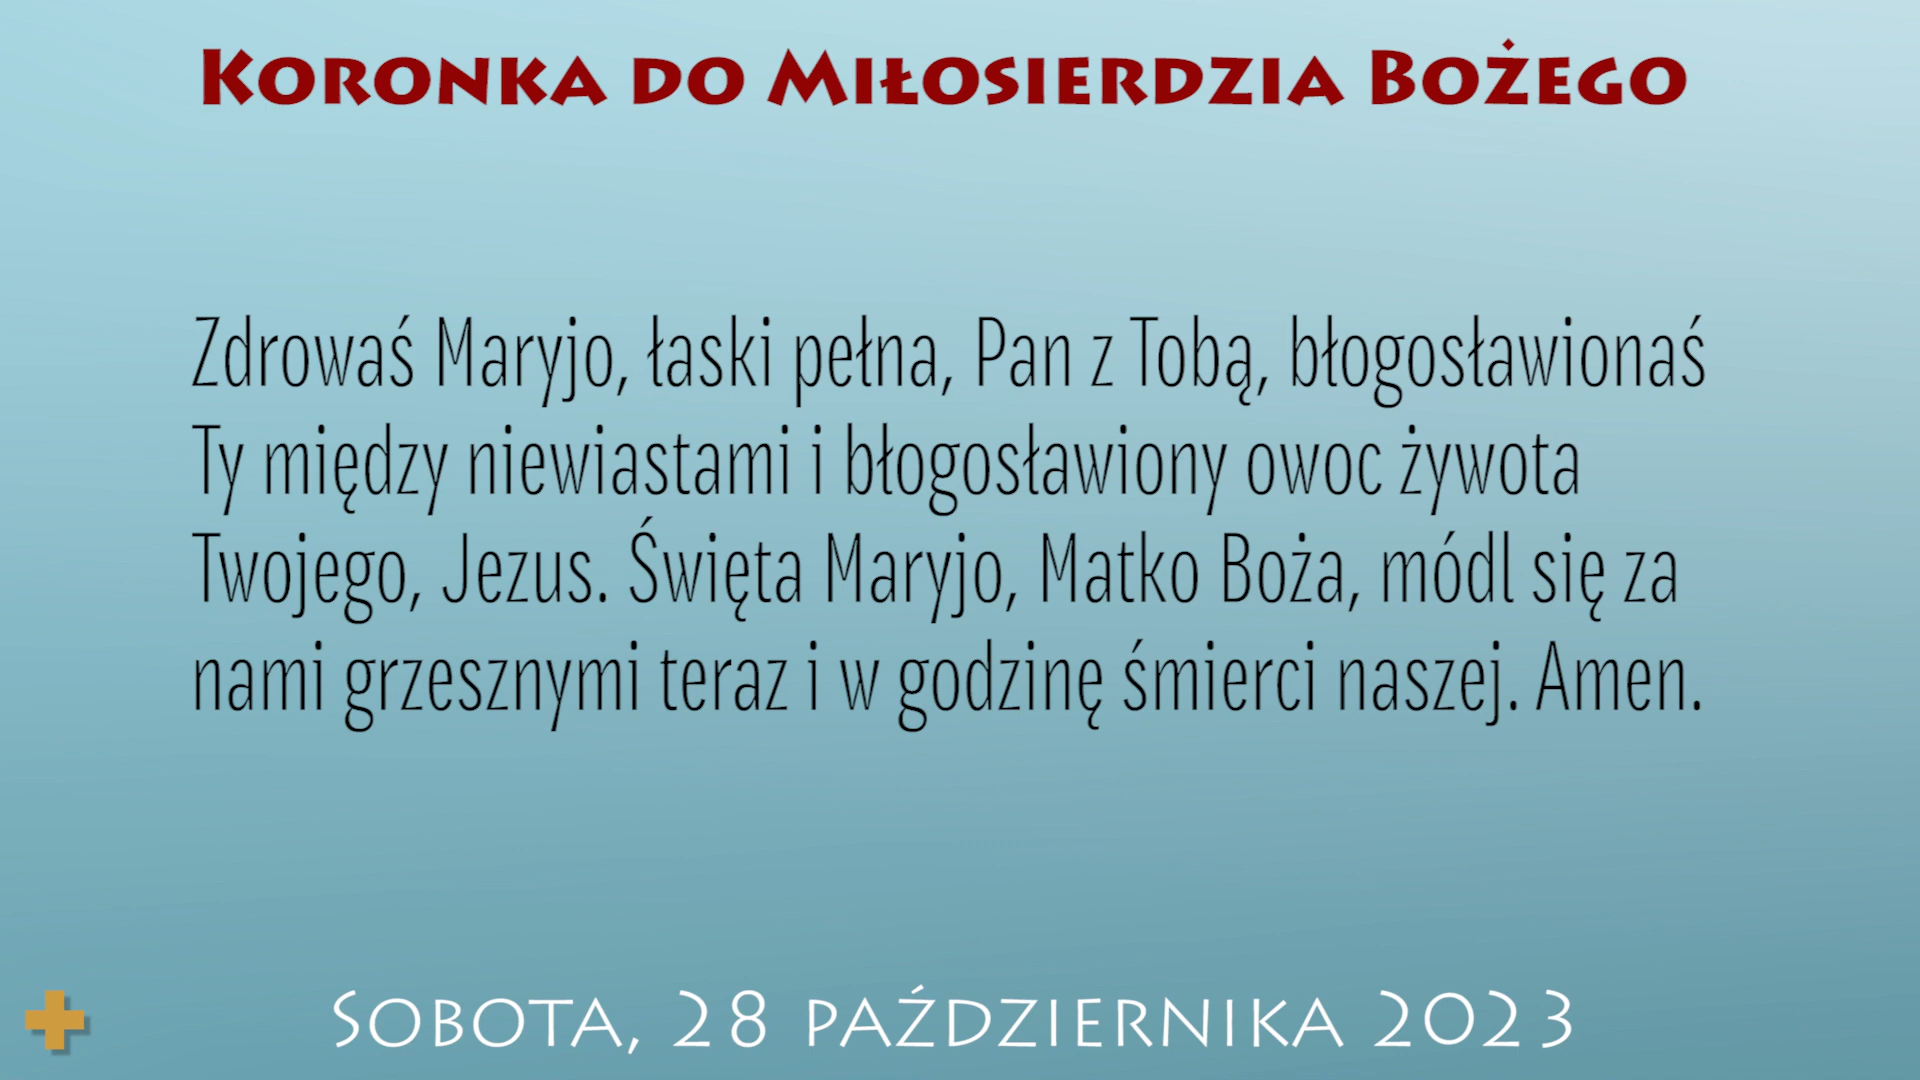 Koronka do Miłosierdzia Bożego
Zdrowaś Maryjo, łaski pełna, Pan z Tobą, błogosławionaś
Ty między niewiastami i błogosławiony owoc żywota
Twojego, Jezus. Święta Maryjo, Matko Boża, módl się za
nami grzesznymi teraz i w godzinę śmierci naszej. Amen.
Sobota, 28 października 2023